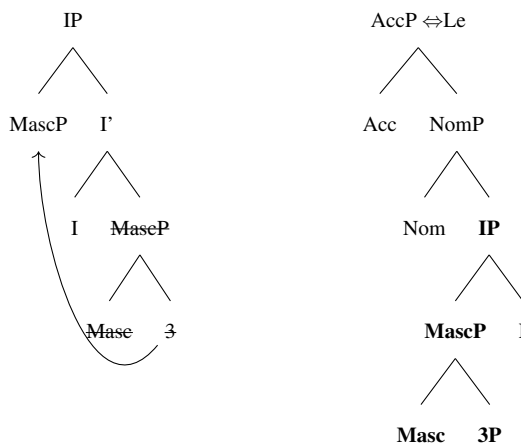 IP AccP ⇔Le
MascP I' Acc NomP
I MascP Nom IP
Masc 3 MascP
Masc 3P